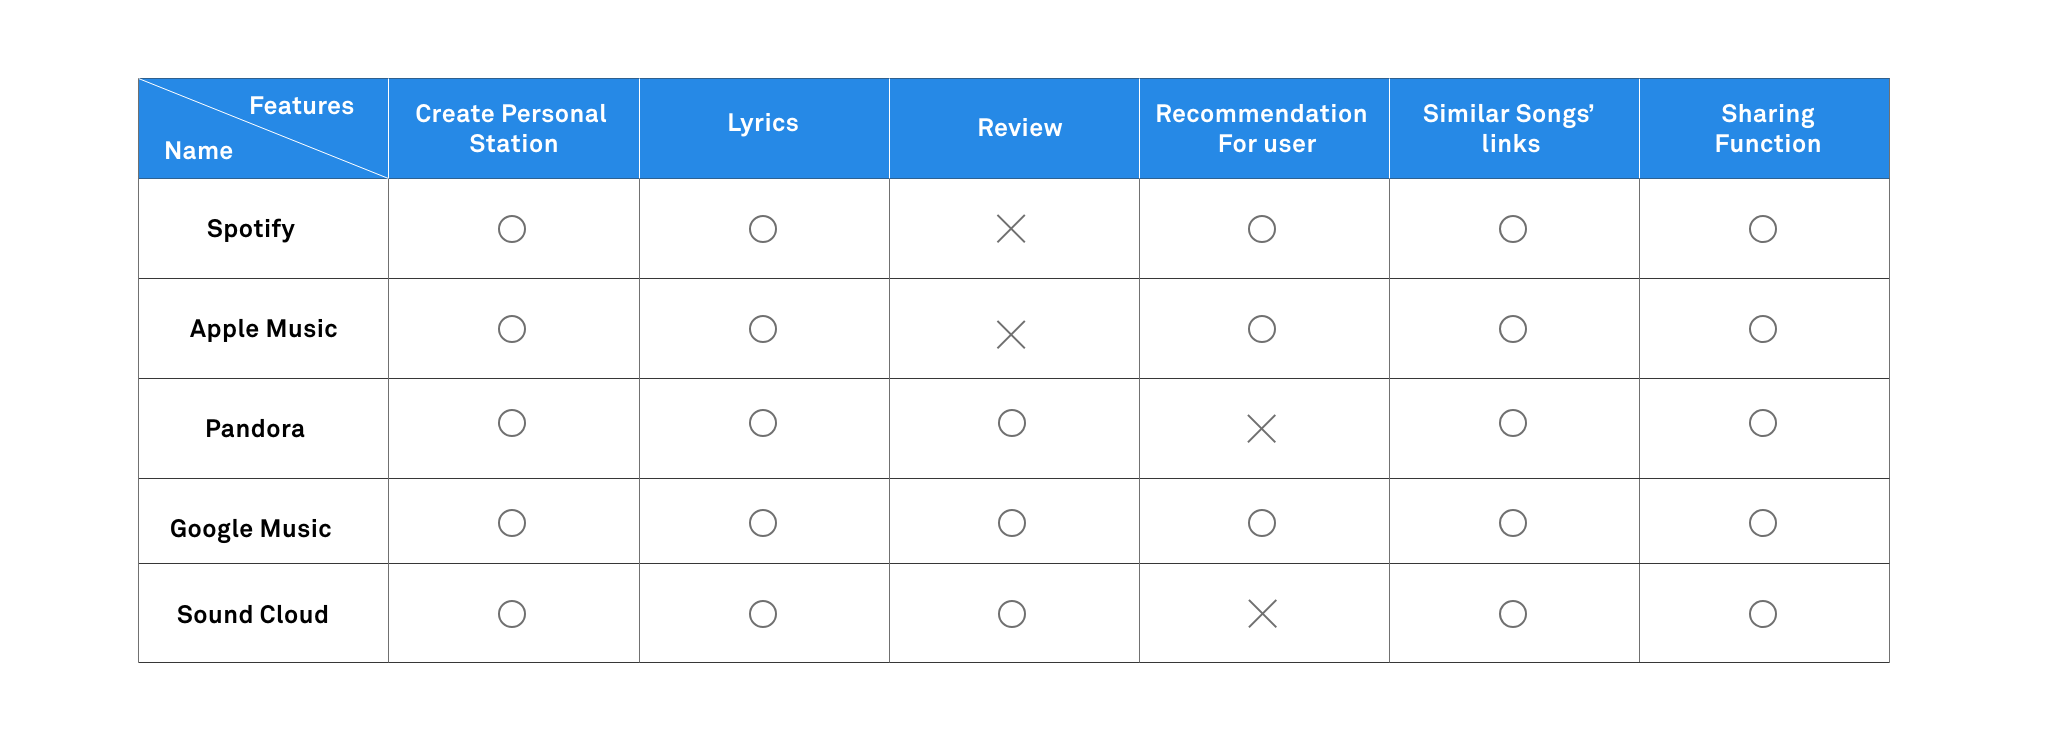 Features
Name
Create Personal
Station
Lyrics
Review
Recommendation
For user
Similar Songs’
links
Sharing
Function
Spotify
Apple Music
Pandora
Google Music
Sound Cloud